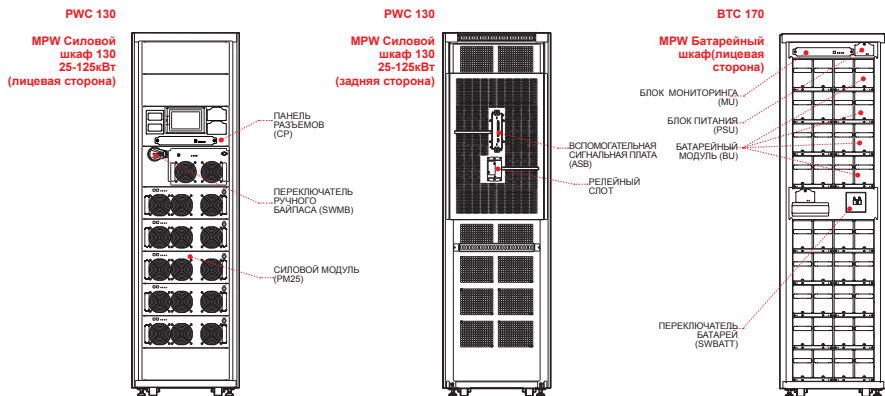 PWC 130
MPW Силовой
шкаф 130
25-125кВт
(лицевая сторона)
ПАНЕЛЬ
РАЗЪЕМОВ
(CP)
ПЕРЕКЛЮЧАТЕЛЬ
РУЧНОГО
БАЙПАСА (SWMB)
СИЛОВОЙ МОДУЛЬ
(PM25)
PWC 130
MPW Силовой
шкаф 130
25-125кВт
(задняя сторона)
ВСПОМОГАТЕЛЬНАЯ
СИГНАЛЬНАЯ ПЛАТА
(ASB)
РЕЛЕЙНЫЙ
СЛОТ
BTC 170
MPW Батарейный
шкаф(лицевая
сторона)
БЛОК МОНИТОРИНГА
(MU)
БЛОК ПИТАНИЯ
(PSU)
БАТАРЕЙНЫЙ
МОДУЛЬ (BU)
ПЕРЕКЛЮЧАТЕЛЬ
БАТАРЕЙ
(SWBATT)